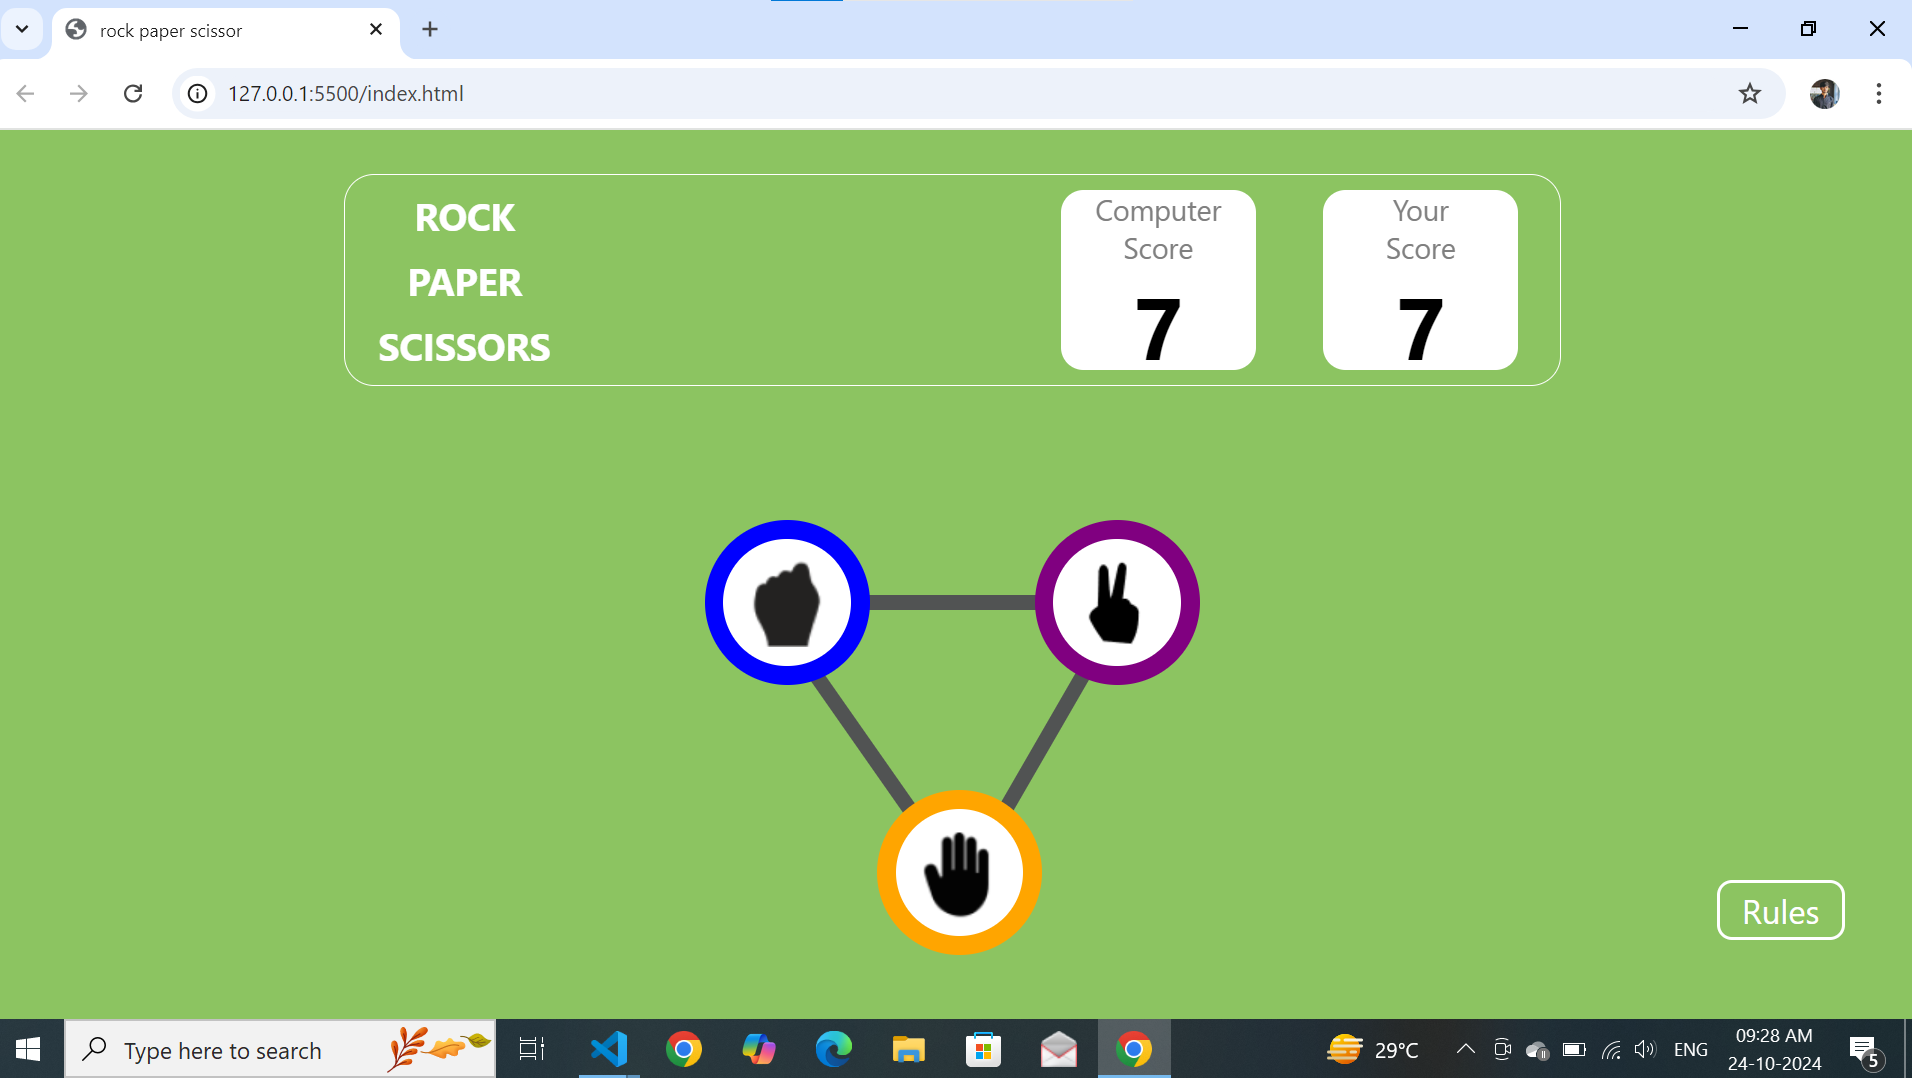 rock paper scissor
127.0.0.1:5500/index.html
ROCK
PAPER
SCISSORS
Computer
Score
7
Your
Score
7
Rules
Type here to search
29°C
ENG
09:28 AM
24-10-2024
5